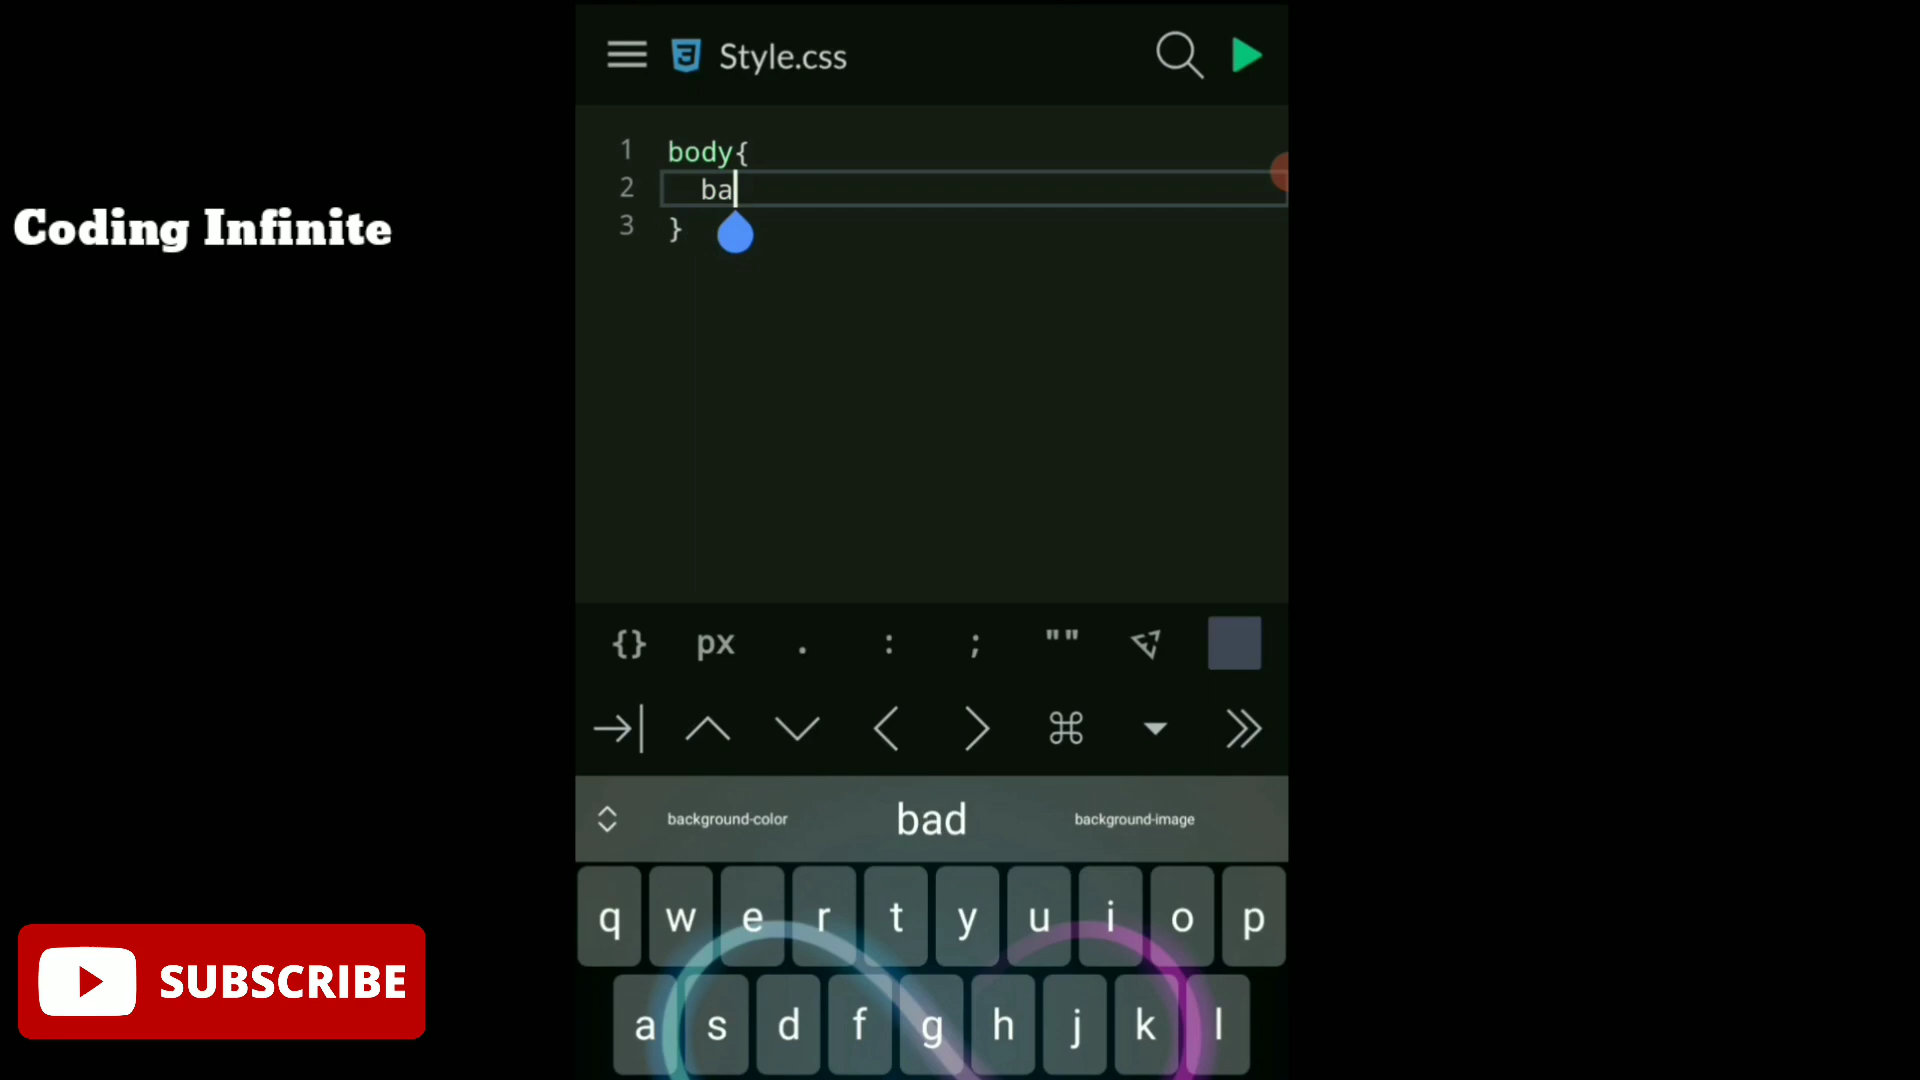 Style.css
1 body{
2 ba
3 }
Coding Infinite
{} px . : ; ""
background-color bad background-image
q w e r t y u i o p
a s d f g h j k l
SUBSCRIBE